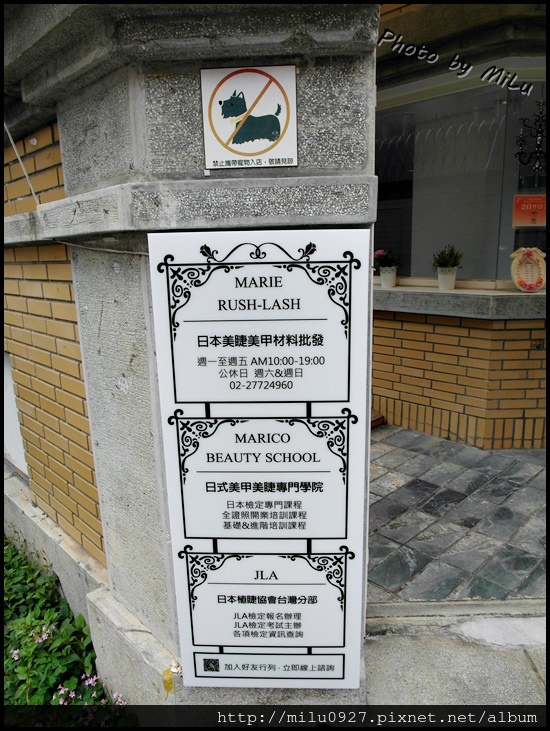 Photo by MiLu
禁止攜帶寵物入店，敬請見諒
MARIE
RUSH-LASH
日本美睫美甲材料批發
週一至週五 AM10:00-19:00
公休日 週六&週日
02-27724960
MARICO
BEAUTY SCHOOL
日式美甲美睫專門學院
日本檢定專門課程
全證照開業培訓課程
基礎&進階培訓課程
JLA
日本植睫協會台灣分部
JLA檢定報名辦理
JLA檢定考試主辦
各項檢定資訊查詢
加入好友行列，立即線上諮詢
http://milu0927.pixnet.net/album